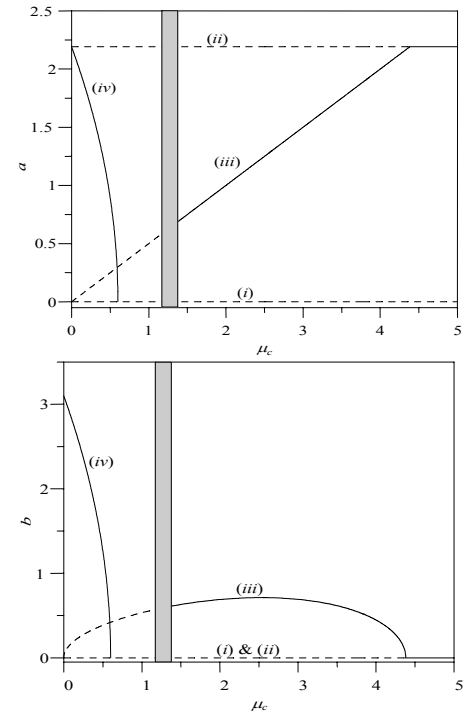 2.5
(ii)
2
(iv)
1.5
(iii)
a
1
0.5
(i)
0
0 1 2 3 4 5
μc
3
(iv)
2
b
1
(iii)
(i) & (ii)
0
0 1 2 3 4 5
μc